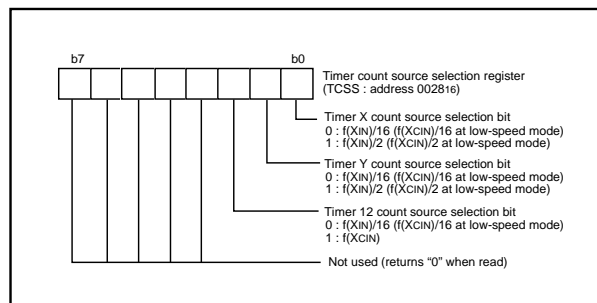 b7 b0
Timer count source selection register
(TCSS : address 002816)
Timer X count source selection bit
0 : f(XIN)/16 (f(XCIN)/16 at low-speed mode)
1 : f(XIN)/2 (f(XCIN)/2 at low-speed mode)
Timer Y count source selection bit
0 : f(XIN)/16 (f(XCIN)/16 at low-speed mode)
1 : f(XIN)/2 (f(XCIN)/2 at low-speed mode)
Timer 12 count source selection bit
0 : f(XIN)/16 (f(XCIN)/16 at low-speed mode)
1 : f(XCIN)
Not used (returns “0” when read)